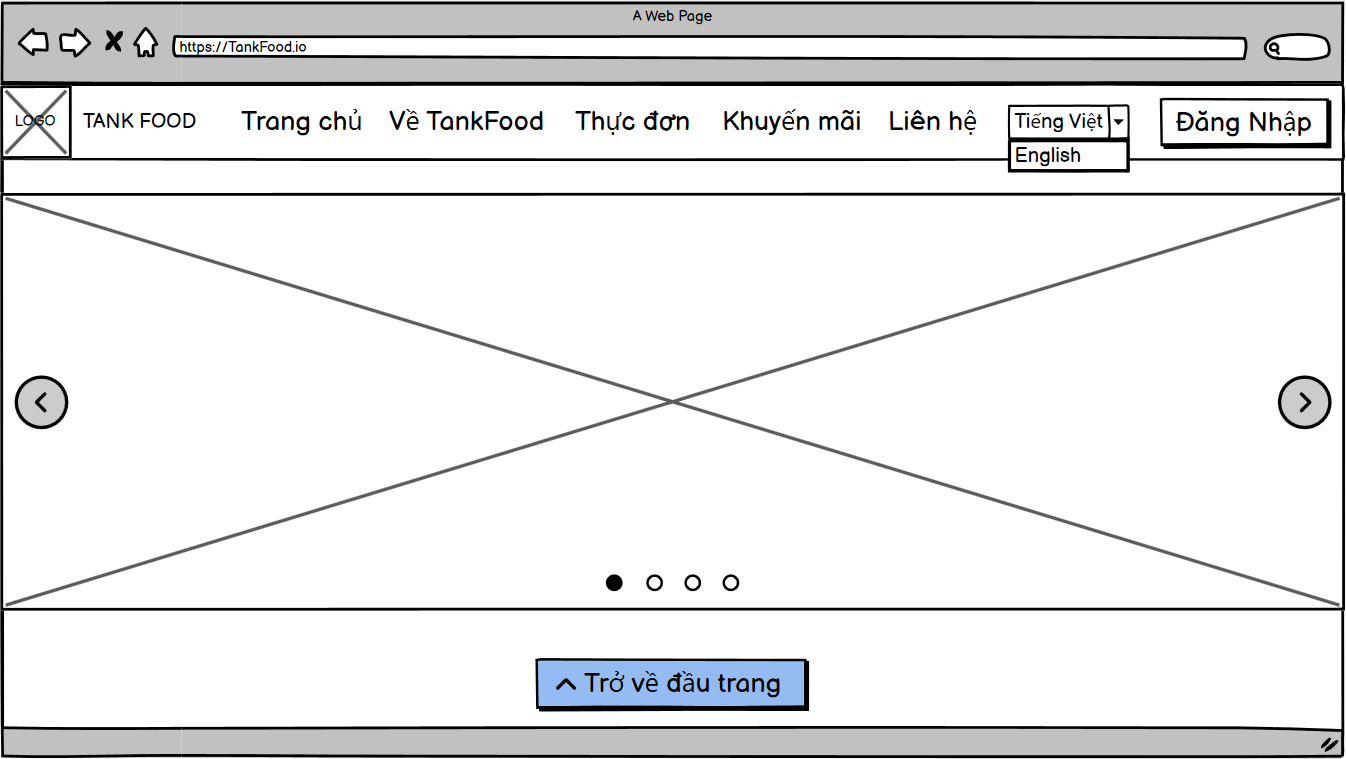 A Web Page
https://TankFood.io
LOGO
TANK FOOD
Trang chủ
Về TankFood
Thực đơn
Khuyến mãi
Liên hệ
Tiếng Việt
English
Đăng Nhập
Trở về đầu trang